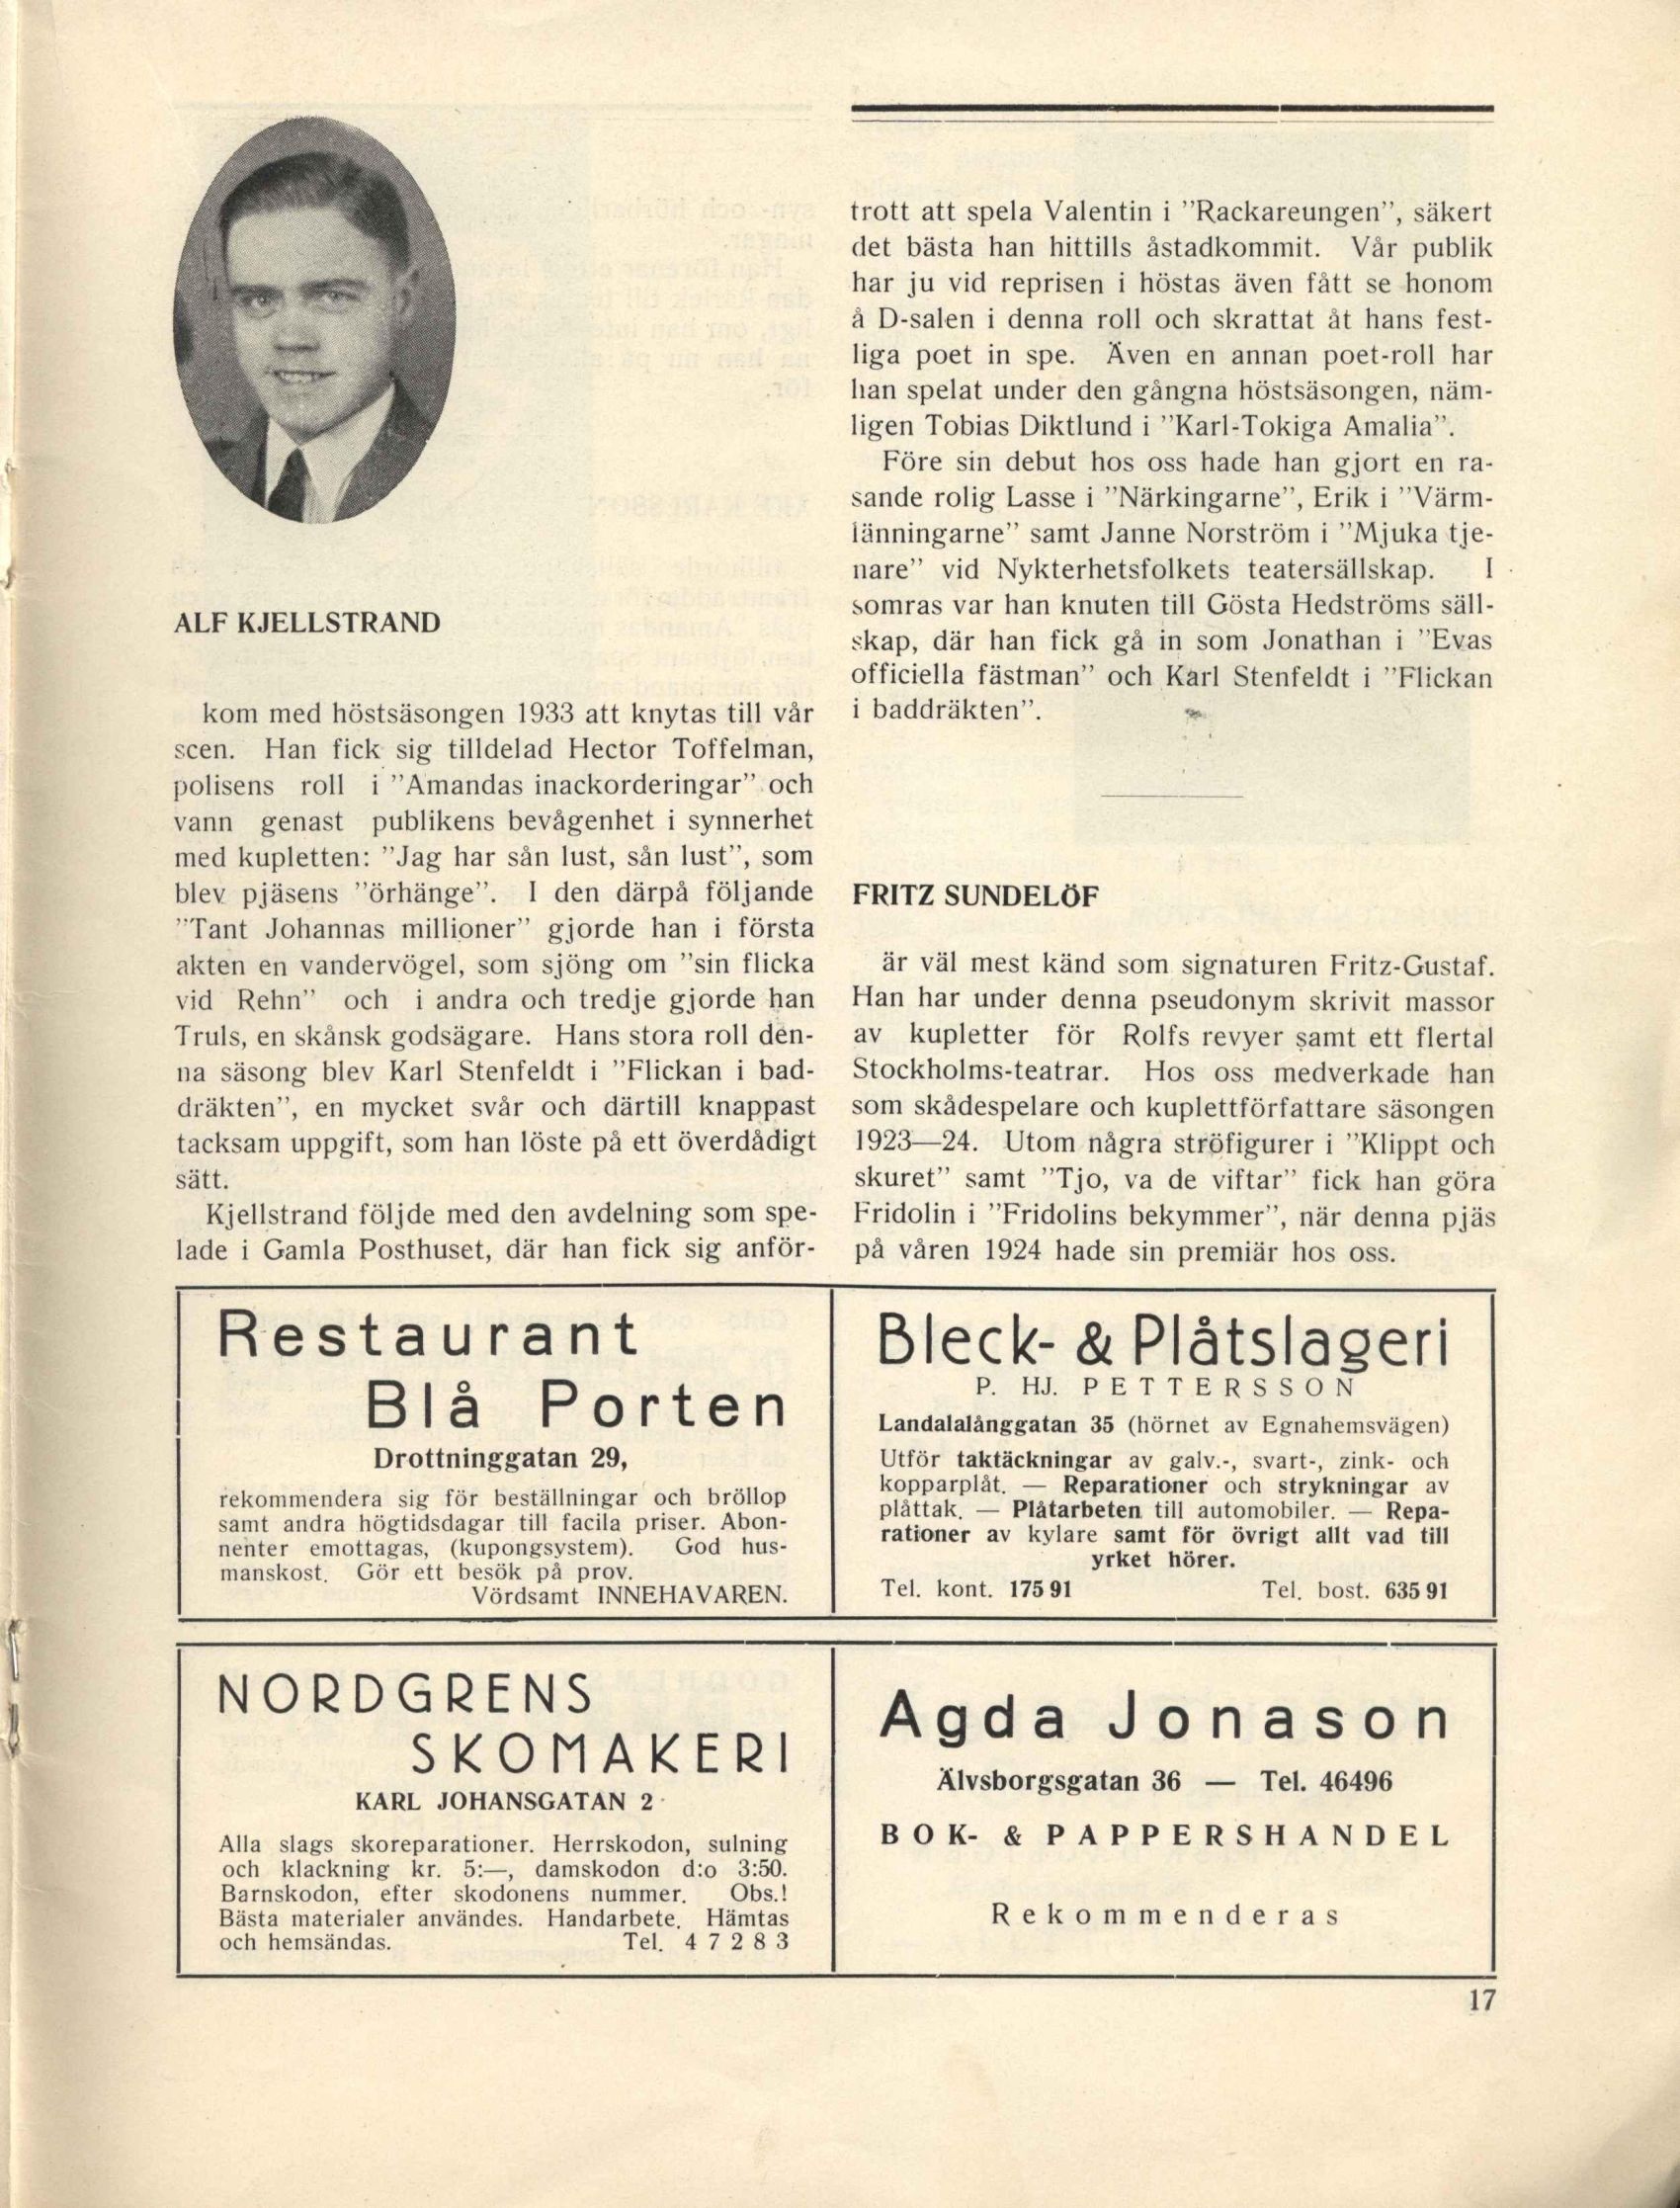 ALF KJELLSTRAND
kom med höstsäsongen 1933 att knytas till vår
scen. Han fick sig tilldelad Hector Toffelman,
polisens roll i ”Amandas inackorderingar” och
vann genast publikens bevågenhet i synnerhet
med kupletten: ”Jag har sån lust, sån lust”, som
blev pjäsens ”örhänge”. I den därpå följande
”Tant Johannas millioner” gjorde han i första
akten en vandervögel, som sjöng om ”sin flicka
vid Rehn” och i andra och tredje gjorde han
Truls, en skånsk godsägare. Hans stora roll den-
na säsong blev Karl Stenfeldt i ”Flickan i bad-
dräkten”, en mycket svår och därtill knappast
tacksam uppgift, som han löste på ett överdådigt
sätt.
Kjellstrand följde med den avdelning som spe-
lade i Gamla Posthuset, där han fick sig anför-
trott att spela Valentin i ”Rackareungen”, säkert
det bästa han hittills åstadkommit. Vår publik
har ju vid reprisen i höstas även fått se honom
å D-salen i denna roll och skrattat åt hans fest-
liga poet in spe. Även en annan poet-roll har
han spelat under den gångna höstsäsongen, näm-
ligen Tobias Diktlund i ”Karl-Tokiga Amalia”.
Före sin debut hos oss hade han gjort en ra-
sande rolig Lasse i ”Närkingarne”, Erik i ”Värm-
länningarne” samt Janne Norström i ”Mjuka tje-
nare” vid Nykterhetsfolkets teatersällskap. I
somras var han knuten till Gösta Hedströms säll-
skap, där han fick gå in som Jonathan i ”Evas
officiella fästman” och Karl Stenfeldt i ”Flickan
i baddräkten”.
FRITZ SUNDELÖF
är väl mest känd som signaturen Fritz-Gustaf.
Han har under denna pseudonym skrivit massor
av kupletter för Rolfs revyer samt ett flertal
Stockholms-teatrar. Hos oss medverkade han
som skådespelare och kuplettförfattare säsongen
1923—24. Utom några ströfigurer i ”Klippt och
skuret” samt ”Tjo, va de viftar” fick han göra
Fridolin i ”Fridolins bekymmer”, när denna pjäs
på våren 1924 hade sin premiär hos oss.
Restaurant
Blå Porten
Drottninggatan 29,
rekommendera sig för beställningar och bröllop
samt andra högtidsdagar till facila priser. Abon-
nenter emottagas, (kupongsystem). God hus-
manskost. Gör ett besök på prov.
Vördsamt INNEHAVAREN.
Bleck- & Plåtslageri
P. HJ. PETTERSSON
Landalalånggatan 35 (hörnet av Egnahemsvägen)
Utför taktäckningar av galv.-, svart-, zink- och
kopparplåt. — Reparationer och strykningar av
plåttak. — Plåtarbeten till automobiler. — Repa-
rationer av kylare samt för övrigt allt vad till
yrket hörer.
Tel. kont. 175 91 Tel. bost. 635 91
NORDGRENS
SKOMAKERI
KARL JOHANSGATAN 2
Alla slags skoreparationer. Herrskodon, sulning
och klackning kr. 5:—, damskodon d:o 3:50.
Barnskodon, efter skodonens nummer. Obs.!
Bästa materialer användes. Handarbete. Hämtas
och hemsändas. Tel. 47283
Agda Jonason
Älvsborgsgatan 36 — Tel. 46496
BOK- & PAPPERSHANDEL
Rekommenderas
17